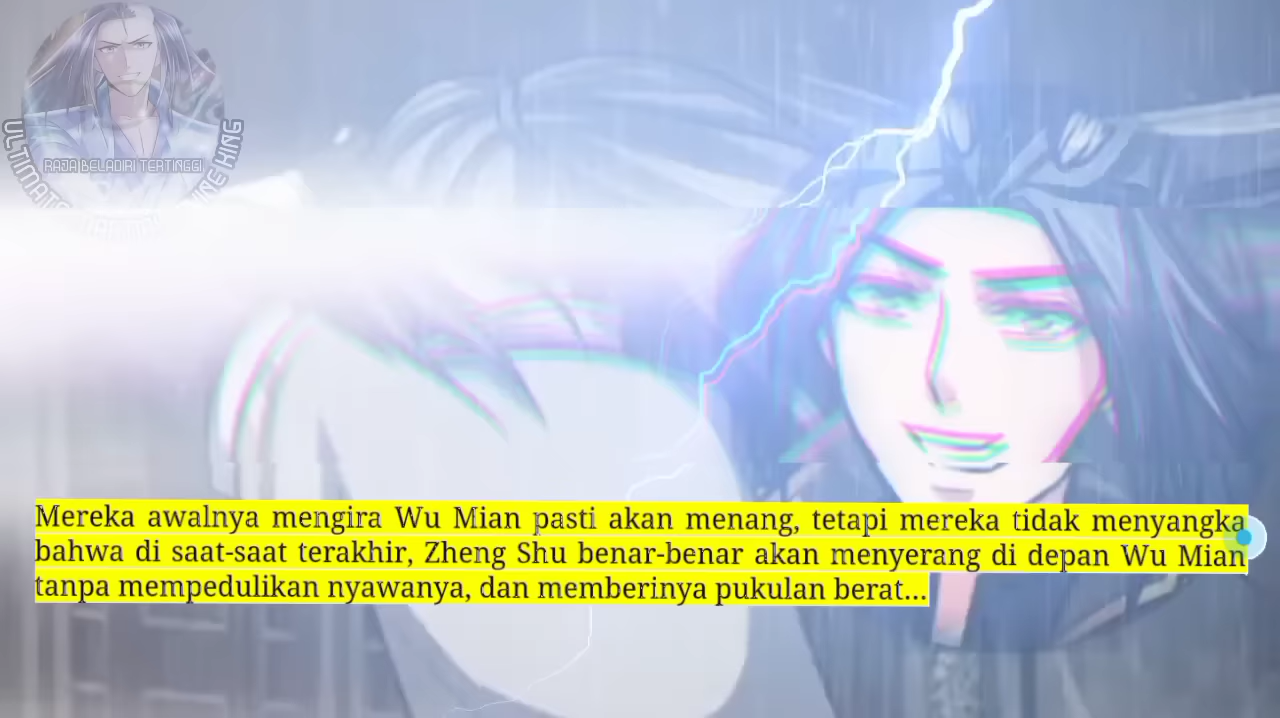 RAJA BELADIRI TERTINGGI
Mereka awalnya mengira Wu Mian pasti akan menang, tetapi mereka tidak menyangka
bahwa di saat-saat terakhir, Zheng Shu benar-benar akan menyerang di depan Wu Mian
tanpa mempedulikan nyawanya, dan memberinya pukulan berat...